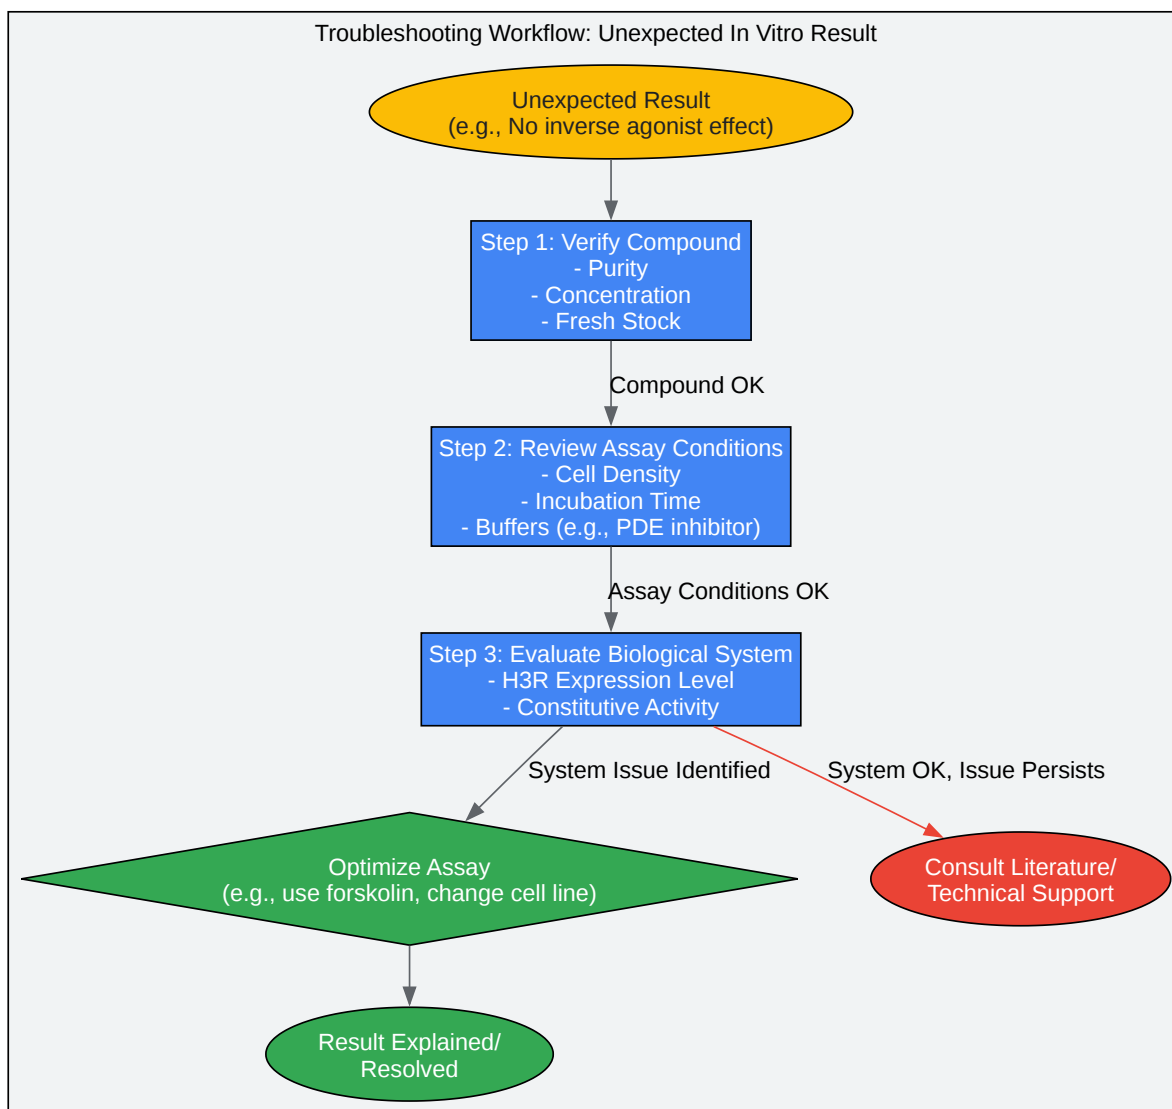 Troubleshooting Workflow: Unexpected In Vitro Result
Unexpected Result
(e.g., No inverse agonist effect)
Step 1: Verify Compound
- Purity
- Concentration
- Fresh Stock
Compound OK
Step 2: Review Assay Conditions
- Cell Density
- Incubation Time
- Buffers (e.g., PDE inhibitor)
Assay Conditions OK
Step 3: Evaluate Biological System
- H3R Expression Level
- Constitutive Activity
System Issue Identified
System OK, Issue Persists
Optimize Assay
(e.g., use forskolin, change cell line)
Consult Literature/
Technical Support
Result Explained/
Resolved